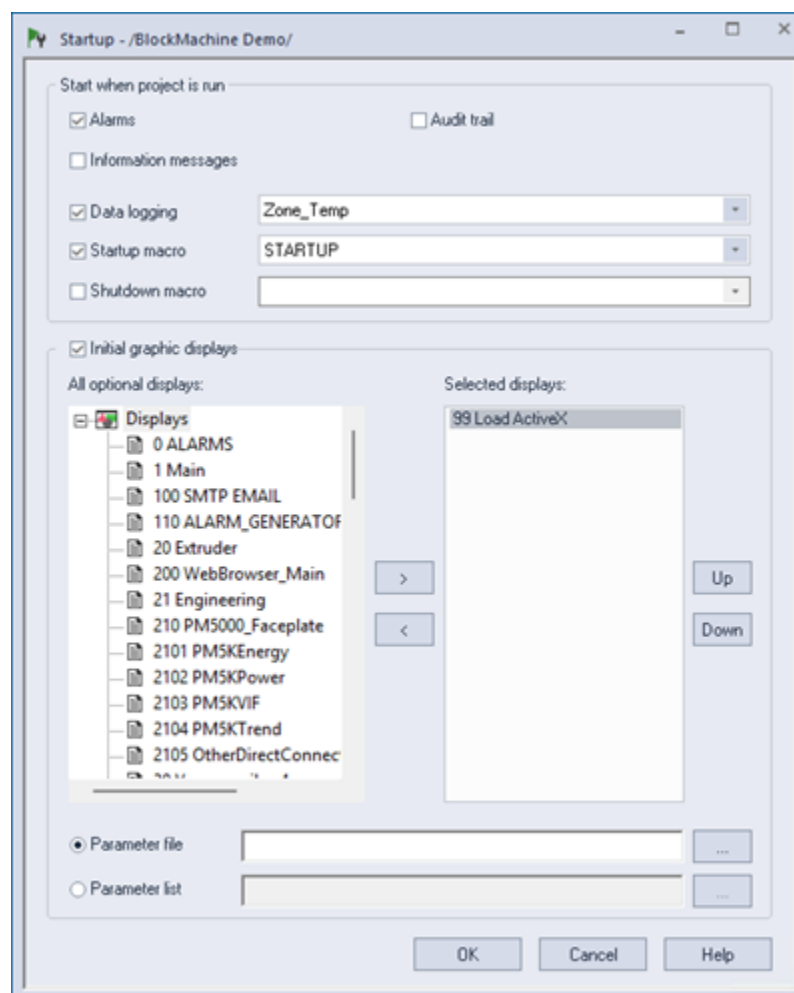 Startup - /BlockMachine Demo/
Start when project is run
Alarms
Audit trail
Information messages
Data logging
Zone_Temp
Startup macro
STARTUP
Shutdown macro
Initial graphic displays
All optional displays:
Selected displays:
Displays
0 ALARMS
1 Main
100 SMTP EMAIL
110 ALARM_GENERATOR
20 Extruder
200 WebBrowser_Main
21 Engineering
210 PM5000_Faceplate
2101 PM5KEnergy
2102 PM5KPower
2103 PM5KVIF
2104 PM5KTrend
2105 OtherDirectConnec
99 Load ActiveX
>
<
Up
Down
Parameter file
...
Parameter list
...
OK
Cancel
Help